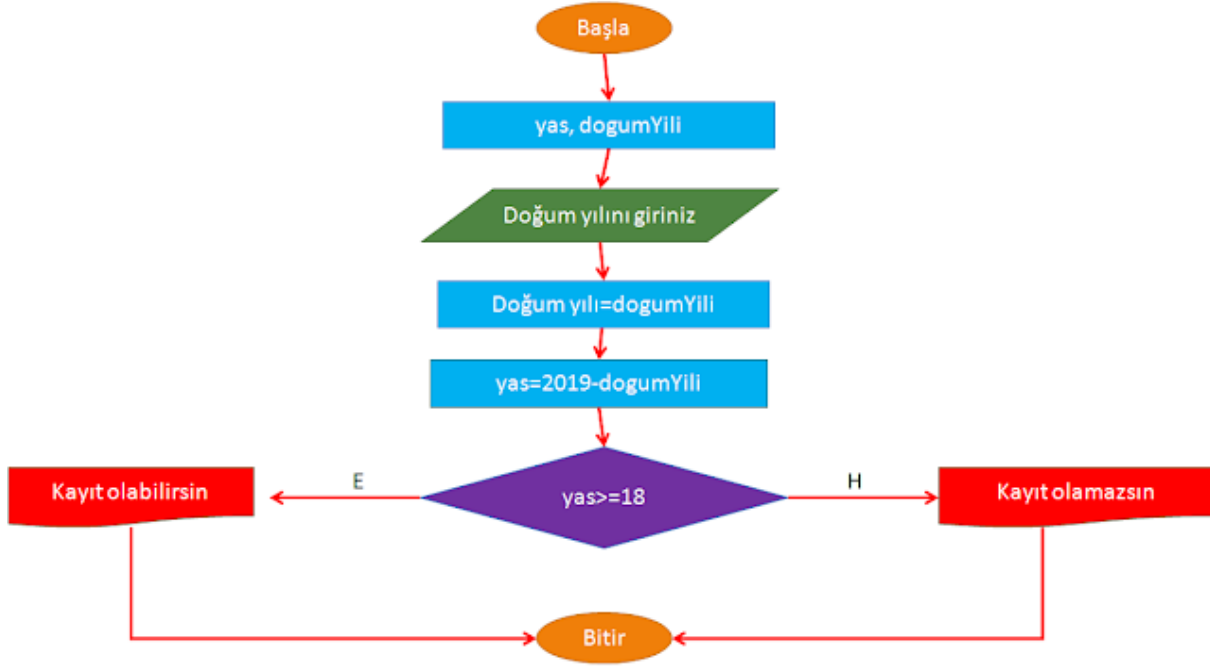 Başla
yas, dogumYili
Doğum yılını giriniz
Doğum yılı=dogumYili
yas=2019-dogumYili
E
H
Kayıt olabilirsin
yas>=18
Kayıt olamazsın
Bitir